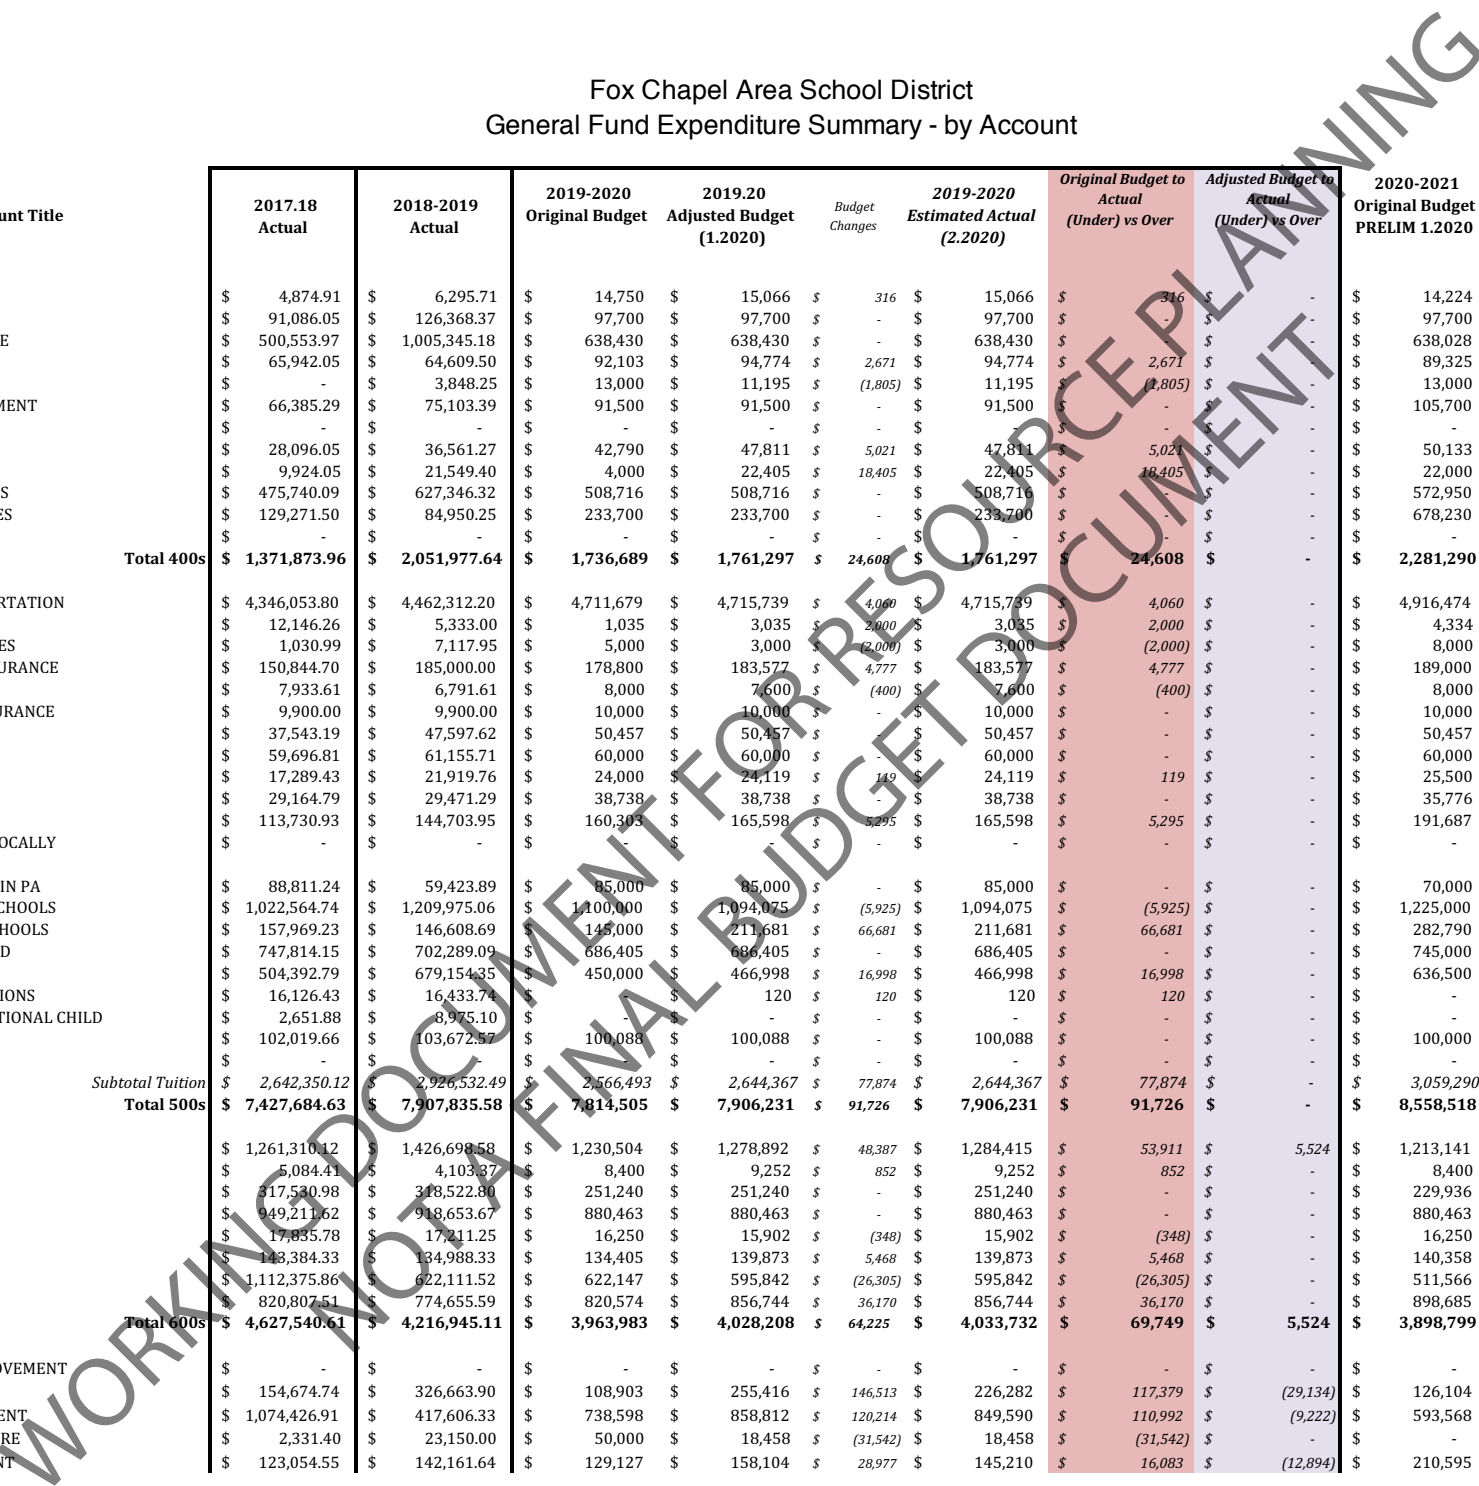 Fox Chapel Area School District
General Fund Expenditure Summary - by Account
unt Title 2017.18 Actual 2018-2019 Actual 2019-2020 Original Budget 2019.20 Adjusted Budget (1.2020) Budget Changes 2019-2020 Estimated Actual (2.2020) Original Budget to Actual (Under) vs Over Adjusted Budget to Actual (Under) vs Over 2020-2021 Original Budget PRELIM 1.2020
$ 4,874.91 $ 6,295.71 $ 14,750 $ 15,066 $ 316 $ 15,066 $ 316 $ - $ 14,224
$ 91,086.05 $ 126,368.37 $ 97,700 $ 97,700 $ - $ 97,700 $ - $ - $ 97,700
E $ 500,553.97 $ 1,005,345.18 $ 638,430 $ 638,430 $ - $ 638,430 $ - $ - $ 638,028
$ 65,942.05 $ 64,609.50 $ 92,103 $ 94,774 $ 2,671 $ 94,774 $ 2,671 $ - $ 89,325
$ - $ 3,848.25 $ 13,000 $ 11,195 $ (1,805) $ 11,195 $ (1,805) $ - $ 13,000
MENT $ 66,385.29 $ 75,103.39 $ 91,500 $ 91,500 $ - $ 91,500 $ - $ - $ 105,700
$ - $ - $ - $ - $ - $ - $ - $ - $ -
$ 28,096.05 $ 36,561.27 $ 42,790 $ 47,811 $ 5,021 $ 47,811 $ 5,021 $ - $ 50,133
$ 9,924.05 $ 21,549.40 $ 4,000 $ 22,405 $ 18,405 $ 22,405 $ 18,405 $ - $ 22,000
S $ 475,740.09 $ 627,346.32 $ 508,716 $ 508,716 $ - $ 508,716 $ - $ - $ 572,950
ES $ 129,271.50 $ 84,950.25 $ 233,700 $ 233,700 $ - $ 233,700 $ - $ - $ 678,230
$ - $ - $ - $ - $ - $ - $ - $ - $ -
Total 400s $ 1,371,873.96 $ 2,051,977.64 $ 1,736,689 $ 1,761,297 $ 24,608 $ 1,761,297 $ 24,608 $ - $ 2,281,290
RTATION $ 4,346,053.80 $ 4,462,312.20 $ 4,711,679 $ 4,715,739 $ 4,060 $ 4,715,739 $ 4,060 $ - $ 4,916,474
$ 12,146.26 $ 5,333.00 $ 1,035 $ 3,035 $ 2,000 $ 3,035 $ 2,000 $ - $ 4,334
ES $ 1,030.99 $ 7,117.95 $ 5,000 $ 3,000 $ (2,000) $ 3,000 $ (2,000) $ - $ 8,000
URANCE $ 150,844.70 $ 185,000.00 $ 178,800 $ 183,577 $ 4,777 $ 183,577 $ 4,777 $ - $ 189,000
$ 7,933.61 $ 6,791.61 $ 8,000 $ 7,600 $ (400) $ 7,600 $ (400) $ - $ 8,000
URANCE $ 9,900.00 $ 9,900.00 $ 10,000 $ 10,000 $ - $ 10,000 $ - $ - $ 10,000
$ 37,543.19 $ 47,597.62 $ 50,457 $ 50,457 $ - $ 50,457 $ - $ - $ 50,457
$ 59,696.81 $ 61,155.71 $ 60,000 $ 60,000 $ - $ 60,000 $ - $ - $ 60,000
$ 17,289.43 $ 21,919.76 $ 24,000 $ 24,119 $ 119 $ 24,119 $ 119 $ - $ 25,500
$ 29,164.79 $ 29,471.29 $ 38,738 $ 38,738 $ - $ 38,738 $ - $ - $ 35,776
$ 113,730.93 $ 144,703.95 $ 160,303 $ 165,598 $ 5,295 $ 165,598 $ 5,295 $ - $ 191,687
OCALLY $ - $ - $ - $ - $ - $ - $ - $ - $ -
IN PA $ 88,811.24 $ 59,423.89 $ 85,000 $ 85,000 $ - $ 85,000 $ - $ - $ 70,000
CHOOLS $ 1,022,564.74 $ 1,209,975.06 $ 1,100,000 $ 1,094,075 $ (5,925) $ 1,094,075 $ (5,925) $ - $ 1,225,000
HOOLS $ 157,969.23 $ 146,608.69 $ 145,000 $ 211,681 $ 66,681 $ 211,681 $ 66,681 $ - $ 282,790
D $ 747,814.15 $ 702,289.09 $ 686,405 $ 686,405 $ - $ 686,405 $ - $ - $ 745,000
$ 504,392.79 $ 679,154.35 $ 450,000 $ 466,998 $ 16,998 $ 466,998 $ 16,998 $ - $ 636,500
IONS $ 16,126.43 $ 16,433.74 $ - $ 120 $ 120 $ 120 $ 120 $ - $ -
TIONAL CHILD $ 2,651.88 $ 8,975.10 $ - $ - $ - $ - $ - $ - $ -
$ 102,019.66 $ 103,672.57 $ 100,088 $ 100,088 $ - $ 100,088 $ - $ - $ 100,000
$ - $ - $ - $ - $ - $ - $ - $ - $ -
Subtotal Tuition $ 2,642,350.12 $ 2,926,532.49 $ 2,566,493 $ 2,644,367 $ 77,874 $ 2,644,367 $ 77,874 $ - $ 3,059,290
Total 500s $ 7,427,684.63 $ 7,907,835.58 $ 7,814,505 $ 7,906,231 $ 91,726 $ 7,906,231 $ 91,726 $ - $ 8,558,518
$ 1,261,310.12 $ 1,426,698.58 $ 1,230,504 $ 1,278,892 $ 48,387 $ 1,284,415 $ 53,911 $ 5,524 $ 1,213,141
$ 5,084.41 $ 4,103.37 $ 8,400 $ 9,252 $ 852 $ 9,252 $ 852 $ - $ 8,400
$ 317,530.98 $ 318,522.80 $ 251,240 $ 251,240 $ - $ 251,240 $ - $ - $ 229,936
$ 949,211.62 $ 918,653.67 $ 880,463 $ 880,463 $ - $ 880,463 $ - $ - $ 880,463
$ 17,835.78 $ 17,211.25 $ 16,250 $ 15,902 $ (348) $ 15,902 $ (348) $ - $ 16,250
$ 143,384.33 $ 134,988.33 $ 134,405 $ 139,873 $ 5,468 $ 139,873 $ 5,468 $ - $ 140,358
$ 1,112,375.86 $ 622,111.52 $ 622,147 $ 595,842 $ (26,305) $ 595,842 $ (26,305) $ - $ 511,566
$ 820,807.51 $ 774,655.59 $ 820,574 $ 856,744 $ 36,170 $ 856,744 $ 36,170 $ - $ 898,685
Total 600s $ 4,627,540.61 $ 4,216,945.11 $ 3,963,983 $ 4,028,208 $ 64,225 $ 4,033,732 $ 69,749 $ 5,524 $ 3,898,799
OVEMENT $ - $ - $ - $ - $ - $ - $ - $ - $ -
$ 154,674.74 $ 326,663.90 $ 108,903 $ 255,416 $ 146,513 $ 226,282 $ 117,379 $ (29,134) $ 126,104
ENT $ 1,074,426.91 $ 417,606.33 $ 738,598 $ 858,812 $ 120,214 $ 849,590 $ 110,992 $ (9,222) $ 593,568
RE $ 2,331.40 $ 23,150.00 $ 50,000 $ 18,458 $ (31,542) $ 18,458 $ (31,542) $ - $ -
NT $ 123,054.55 $ 142,161.64 $ 129,127 $ 158,104 $ 28,977 $ 145,210 $ 16,083 $ (12,894) $ 210,595
WORKING DOCUMENT FOR RESOURCE PLANNING
NOT A FINAL BUDGET DOCUMENT